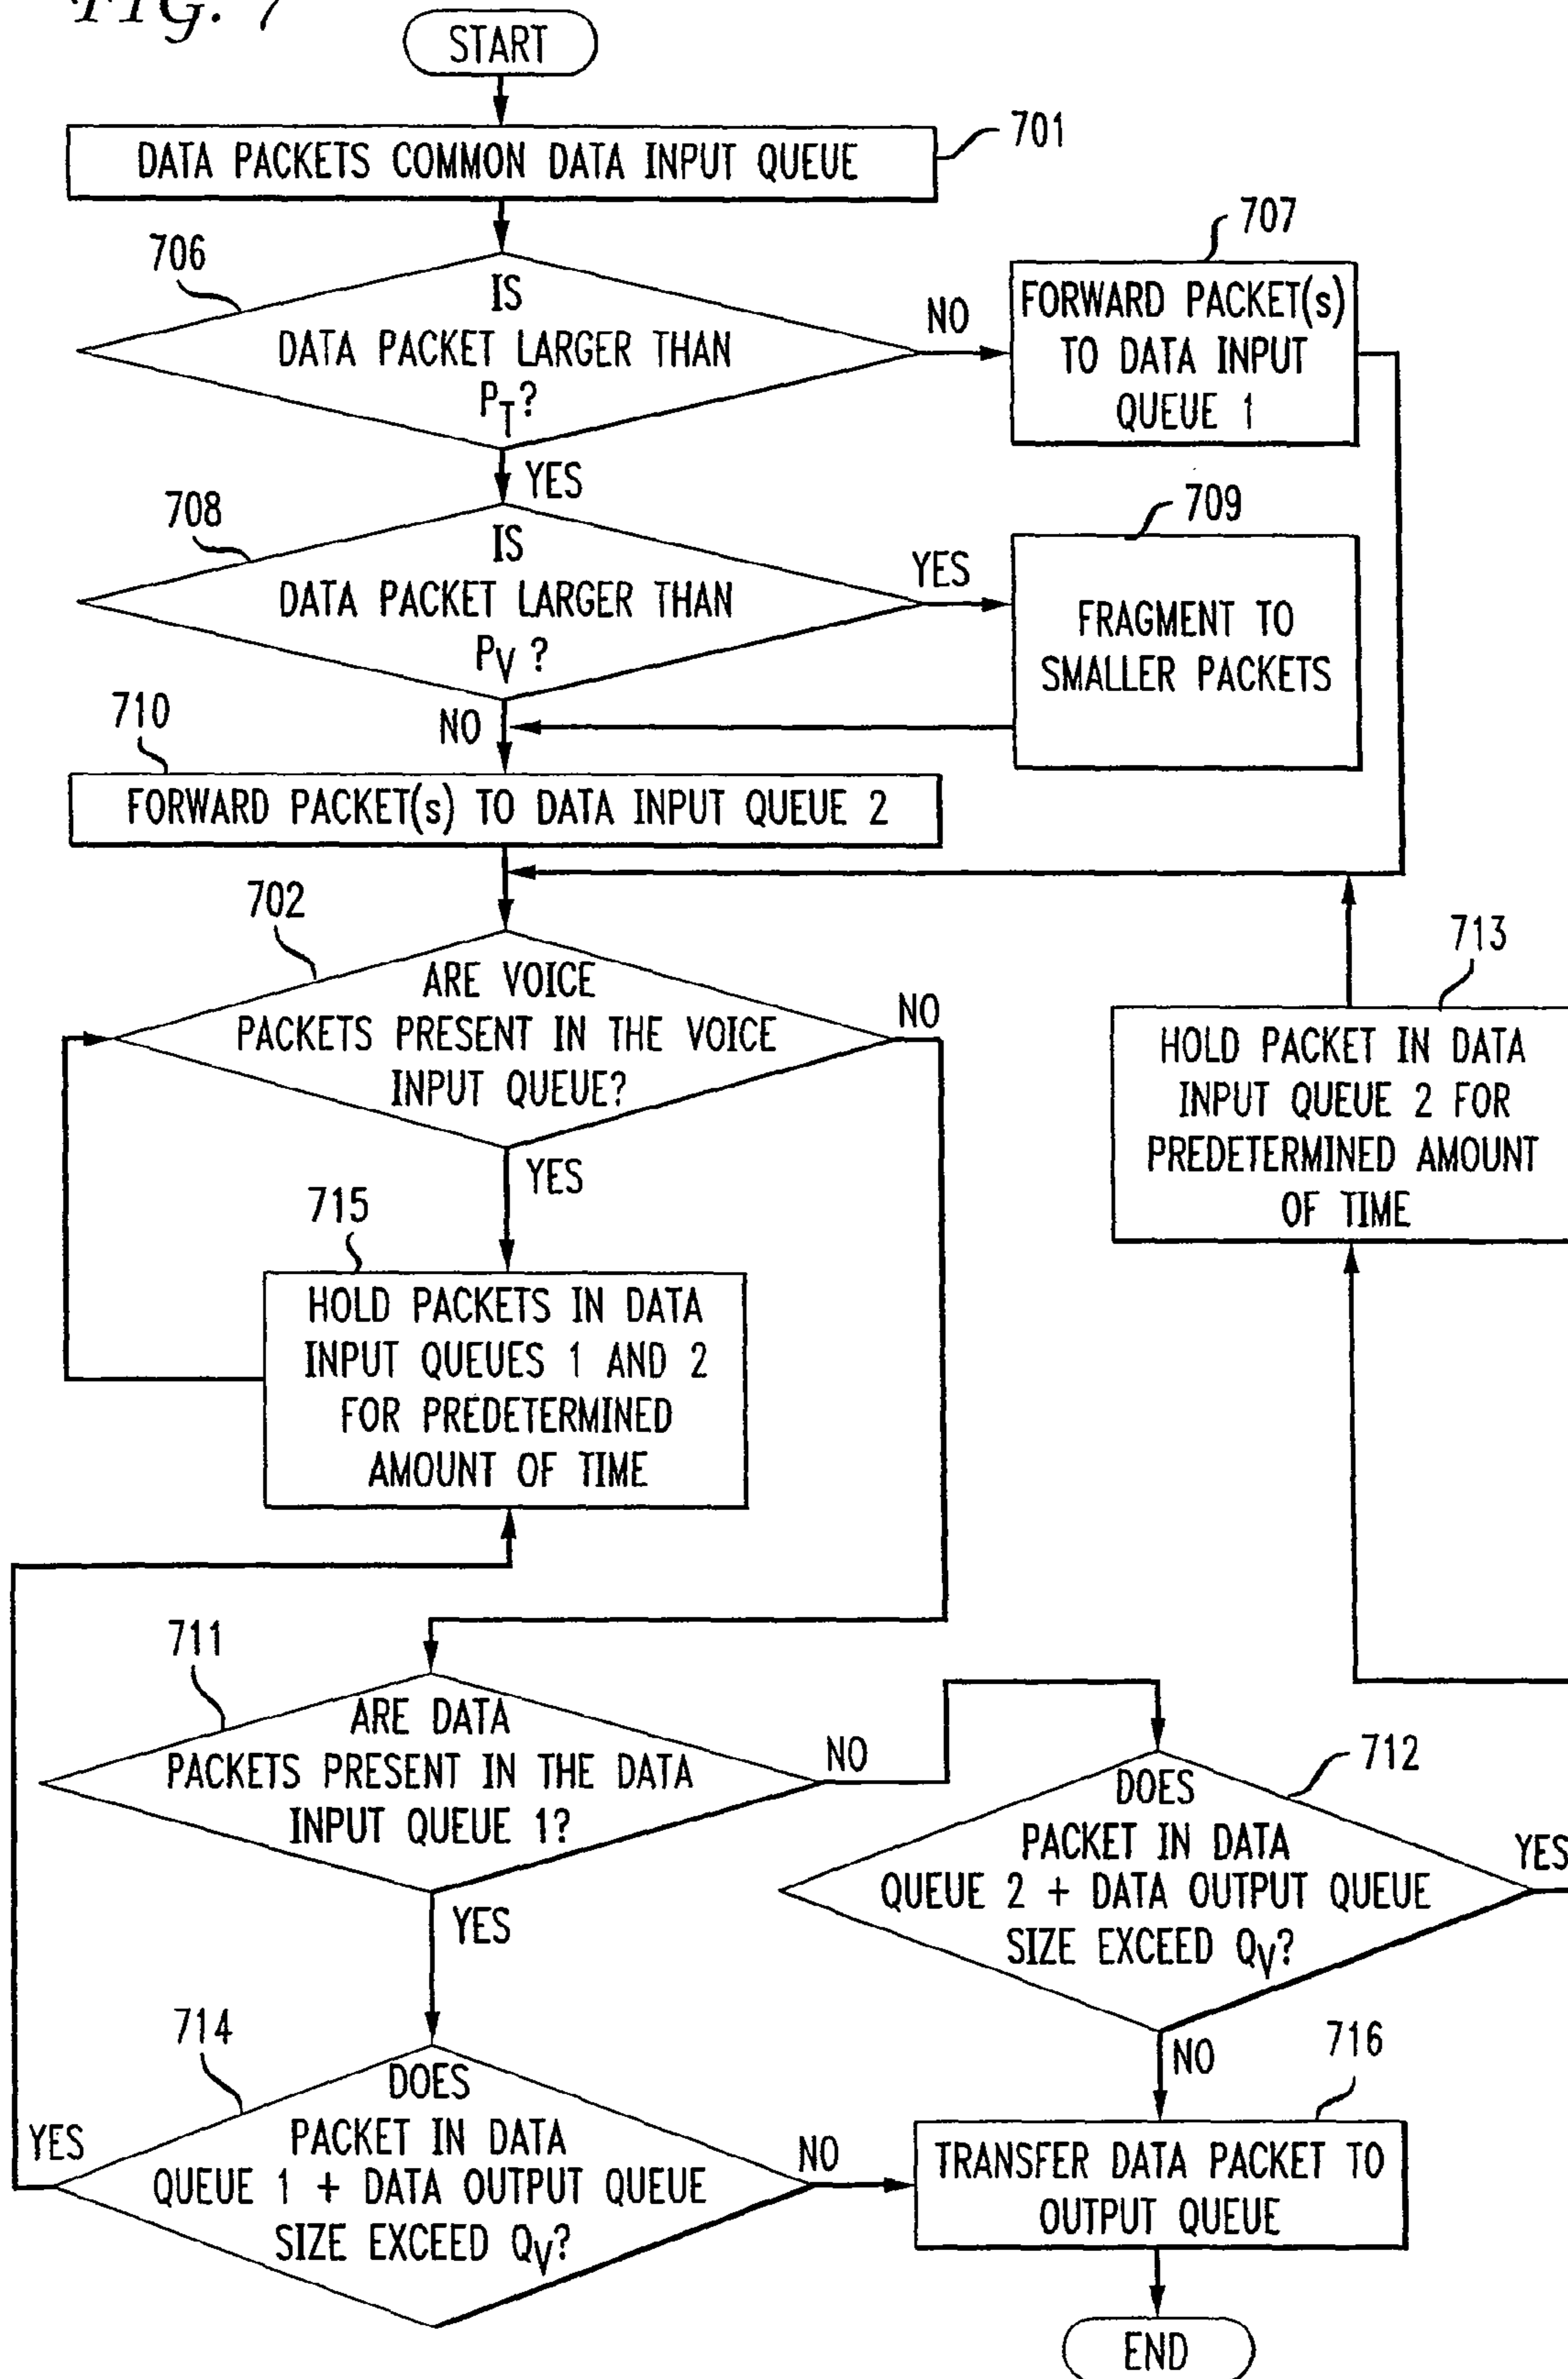 FIG. 7
START
DATA PACKETS COMMON DATA INPUT QUEUE
701
706
IS
DATA PACKET LARGER THAN
PT?
NO
707
FORWARD PACKET(s)
TO DATA INPUT
QUEUE 1
YES
708
IS
DATA PACKET LARGER THAN
PV ?
YES
709
FRAGMENT TO
SMALLER PACKETS
NO
710
FORWARD PACKET(s) TO DATA INPUT QUEUE 2
702
ARE VOICE
PACKETS PRESENT IN THE VOICE
INPUT QUEUE?
NO
YES
713
HOLD PACKET IN DATA
INPUT QUEUE 2 FOR
PREDETERMINED AMOUNT
OF TIME
715
HOLD PACKETS IN DATA
INPUT QUEUES 1 AND 2
FOR PREDETERMINED
AMOUNT OF TIME
711
ARE DATA
PACKETS PRESENT IN THE DATA
INPUT QUEUE 1?
NO
YES
712
DOES
PACKET IN DATA
QUEUE 2 + DATA OUTPUT QUEUE
SIZE EXCEED QV?
YES
NO
714
DOES
PACKET IN DATA
QUEUE 1 + DATA OUTPUT QUEUE
SIZE EXCEED QV?
YES
NO
716
TRANSFER DATA PACKET TO
OUTPUT QUEUE
END